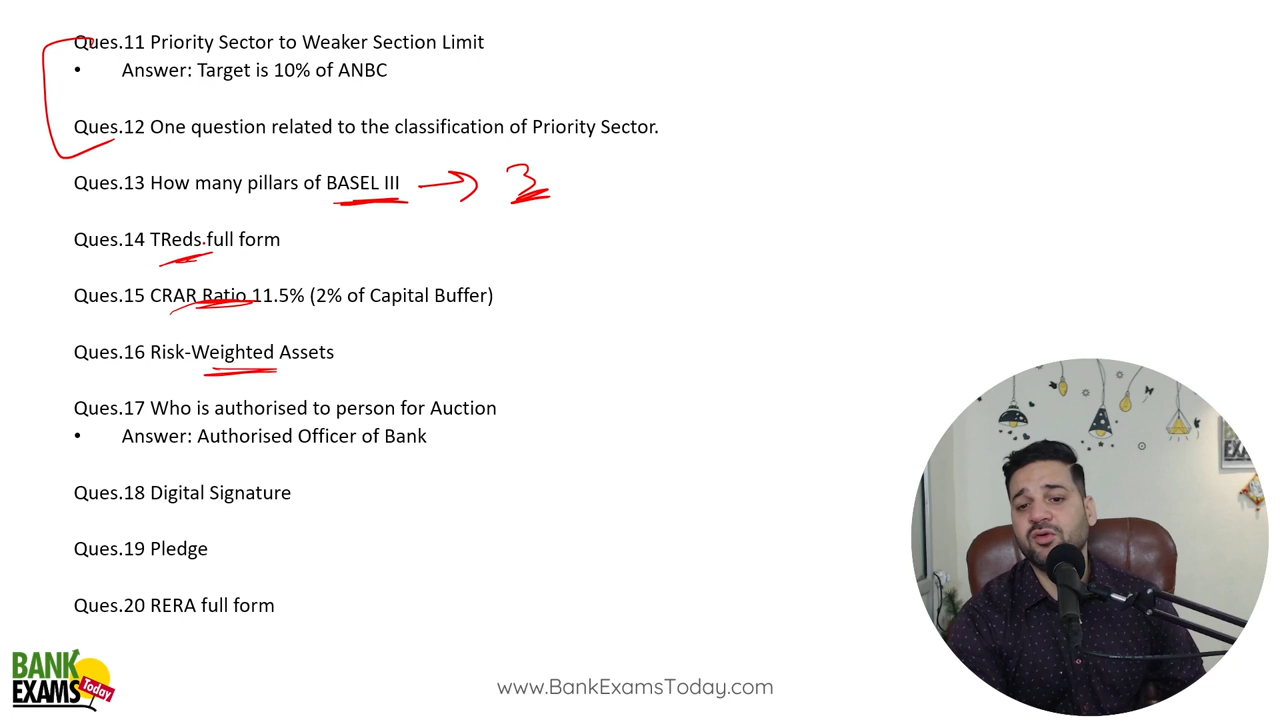 Ques.11 Priority Sector to Weaker Section Limit
• Answer: Target is 10% of ANBC
Ques.12 One question related to the classification of Priority Sector.
Ques.13 How many pillars of BASEL III → 3
Ques.14 TReds full form
Ques.15 CRAR Ratio 11.5% (2% of Capital Buffer)
Ques.16 Risk-Weighted Assets
Ques.17 Who is authorised to person for Auction
• Answer: Authorised Officer of Bank
Ques.18 Digital Signature
Ques.19 Pledge
Ques.20 RERA full form
BANK
EXAMS
Today
www.BankExamsToday.com